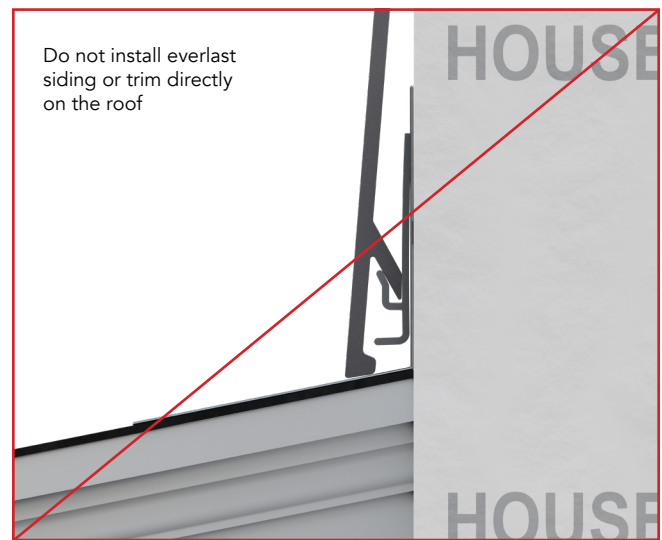 HOUSE
Do not install everlast
siding or trim directly
on the roof
HOUSE